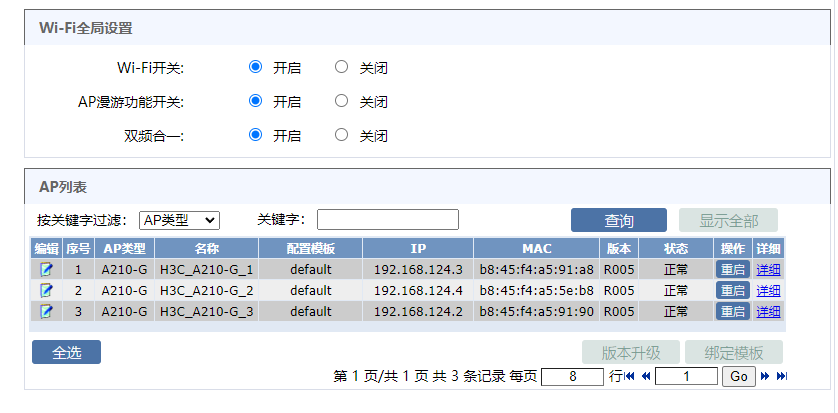 Wi-Fi全局设置
Wi-Fi开关: 开启 关闭
AP漫游功能开关: 开启 关闭
双频合一: 开启 关闭
AP列表
按关键字过滤: AP类型 关键字: 查询 显示全部
编辑 序号 AP类型 名称 配置模板 IP MAC 版本 状态 操作 详细
1 A210-G H3C_A210-G_1 default 192.168.124.3 b8:45:f4:a5:91:a8 R005 正常 重启 详细
2 A210-G H3C_A210-G_2 default 192.168.124.4 b8:45:f4:a5:5e:b8 R005 正常 重启 详细
3 A210-G H3C_A210-G_3 default 192.168.124.2 b8:45:f4:a5:91:90 R005 正常 重启 详细
全选 版本升级 绑定模板
第 1 页/共 1 页 共 3 条记录 每页 8 行 1 Go